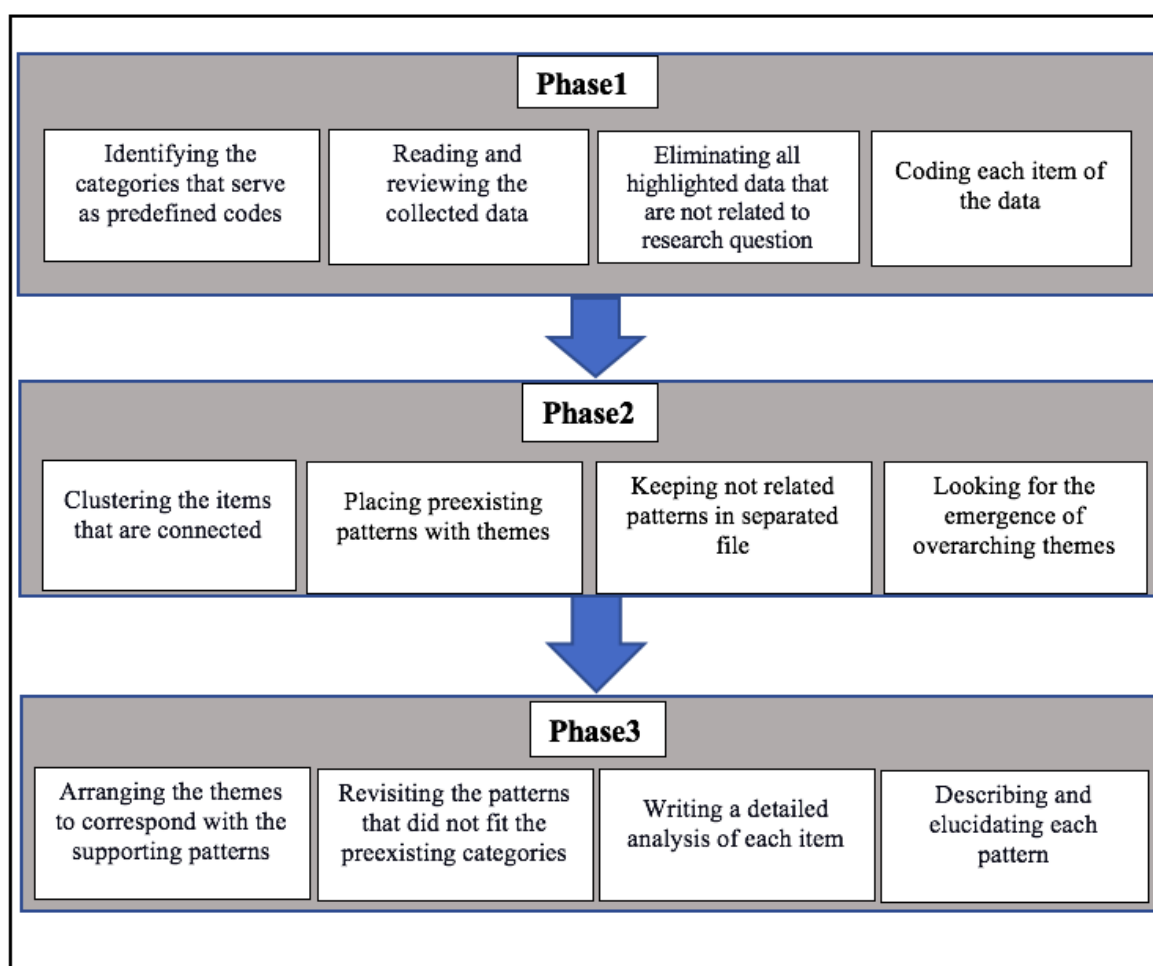 Phase1
Identifying the
categories that serve
as predefined codes
Reading and
reviewing the
collected data
Eliminating all
highlighted data that
are not related to
research question
Coding each item of
the data
Phase2
Clustering the items
that are connected
Placing preexisting
patterns with themes
Keeping not related
patterns in separated
file
Looking for the
emergence of
overarching themes
Phase3
Arranging the themes
to correspond with the
supporting patterns
Revisiting the patterns
that did not fit the
preexisting categories
Writing a detailed
analysis of each item
Describing and
elucidating each
pattern